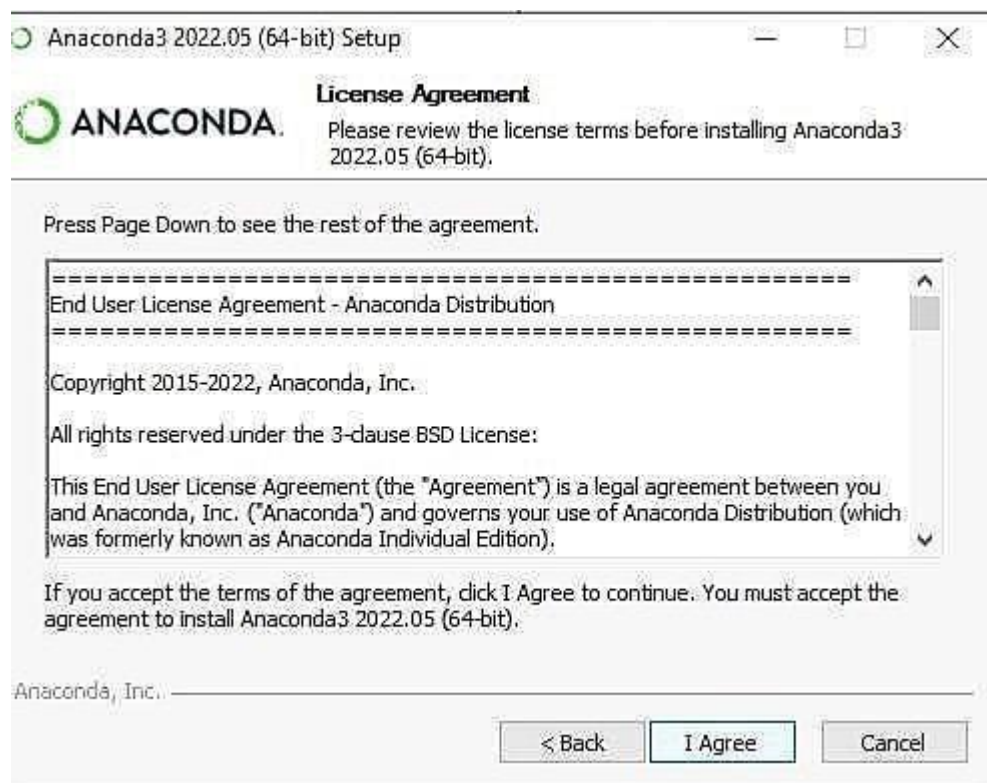 Anaconda3 2022.05 (64-bit) Setup
ANACONDA.
License Agreement
Please review the license terms before installing Anaconda3
2022.05 (64-bit).
Press Page Down to see the rest of the agreement.
==================================================
End User License Agreement - Anaconda Distribution
==================================================
Copyright 2015-2022, Anaconda, Inc.
All rights reserved under the 3-clause BSD License:
This End User License Agreement (the "Agreement") is a legal agreement between you
and Anaconda, Inc. ("Anaconda") and governs your use of Anaconda Distribution (which
was formerly known as Anaconda Individual Edition).
If you accept the terms of the agreement, click I Agree to continue. You must accept the
agreement to install Anaconda3 2022.05 (64-bit).
Anaconda, Inc.
< Back I Agree Cancel